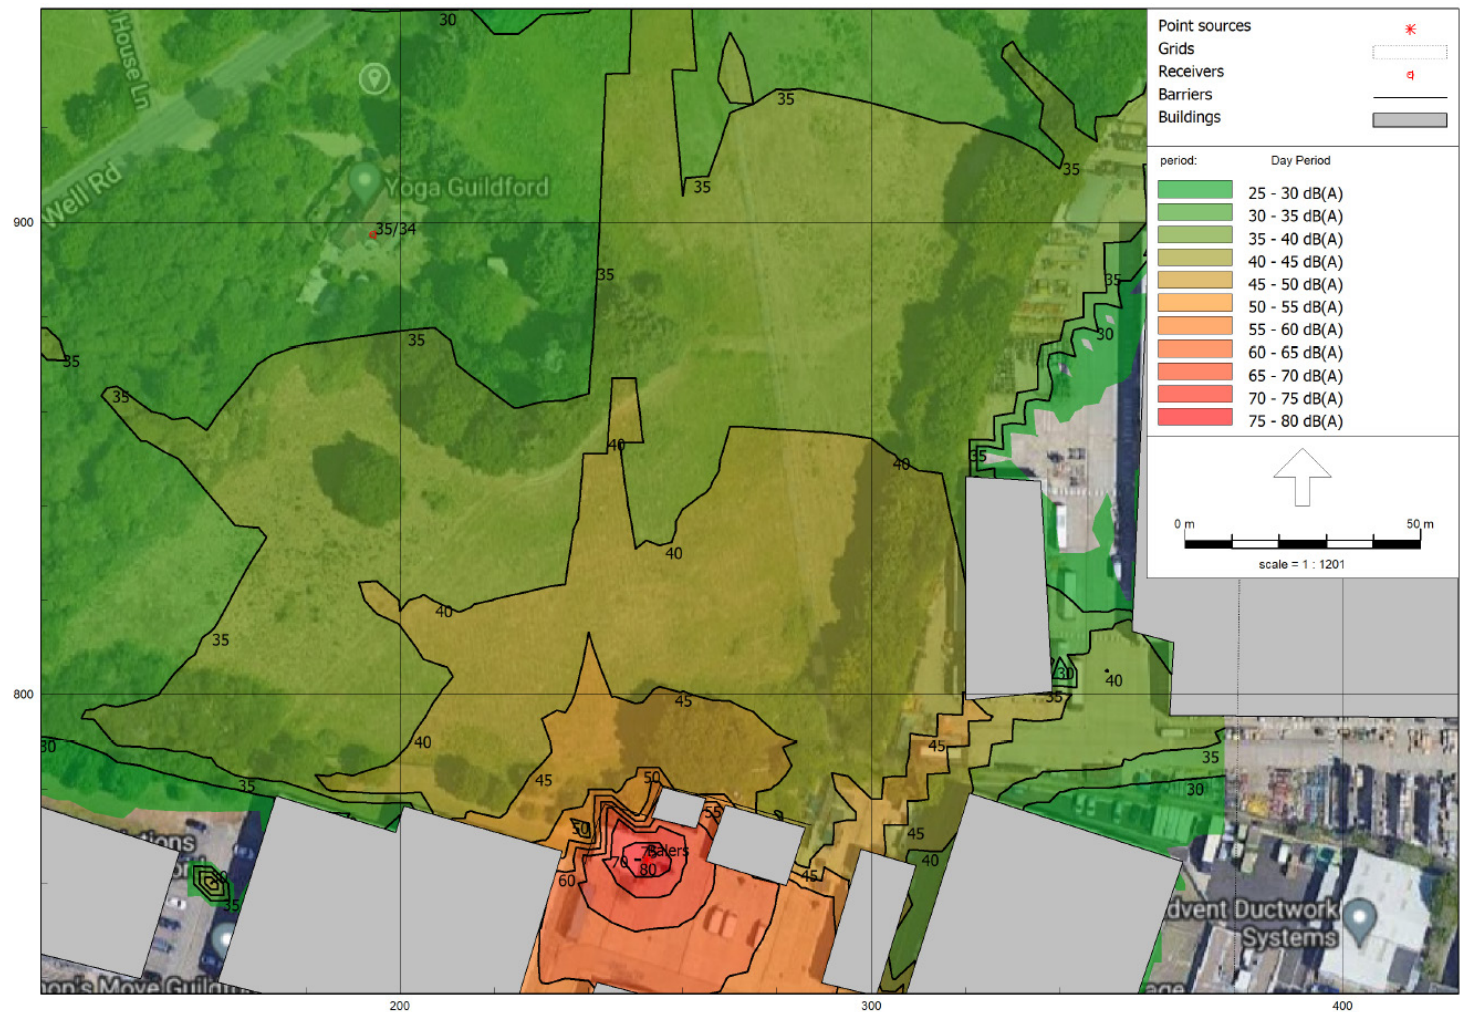 Point sources
Grids
Receivers
Barriers
Buildings
period: Day Period
25 - 30 dB(A)
30 - 35 dB(A)
35 - 40 dB(A)
40 - 45 dB(A)
45 - 50 dB(A)
50 - 55 dB(A)
55 - 60 dB(A)
60 - 65 dB(A)
65 - 70 dB(A)
70 - 75 dB(A)
75 - 80 dB(A)
0 m 50 m
scale = 1 : 1201
30
House Ln
35
35
35
Well Rd
Yoga Guildford
900
35/34
35
35
30
35
35
35
40
40
35
40
40
35
30
800
40
35
45
40
45
30
35
45
50
35
30
55
50
45
40
Balers
70
80
60
45
35
dvent Ductwork
Systems
200
300
400